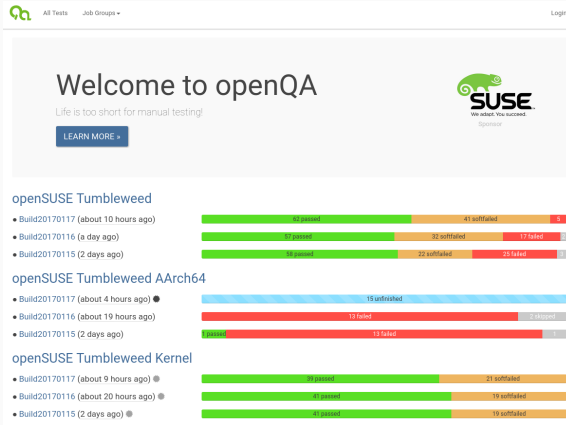 All Tests Job Groups Login
Welcome to openQA
Life is too short for manual testing!
LEARN MORE »
SUSE
We adapt. You succeed.
Sponsor
openSUSE Tumbleweed
Build20170117 (about 10 hours ago) 62 passed 41 softfailed 5
Build20170116 (a day ago) 57 passed 32 softfailed 17 failed
Build20170115 (2 days ago) 58 passed 22 softfailed 25 failed
openSUSE Tumbleweed AArch64
Build20170117 (about 4 hours ago) 15 unfinished
Build20170116 (about 19 hours ago) 13 failed 2 skipped
Build20170115 (2 days ago) 1 passed 13 failed 1
openSUSE Tumbleweed Kernel
Build20170117 (about 9 hours ago) 39 passed 21 softfailed
Build20170116 (about 20 hours ago) 41 passed 19 softfailed
Build20170115 (2 days ago) 41 passed 19 softfailed